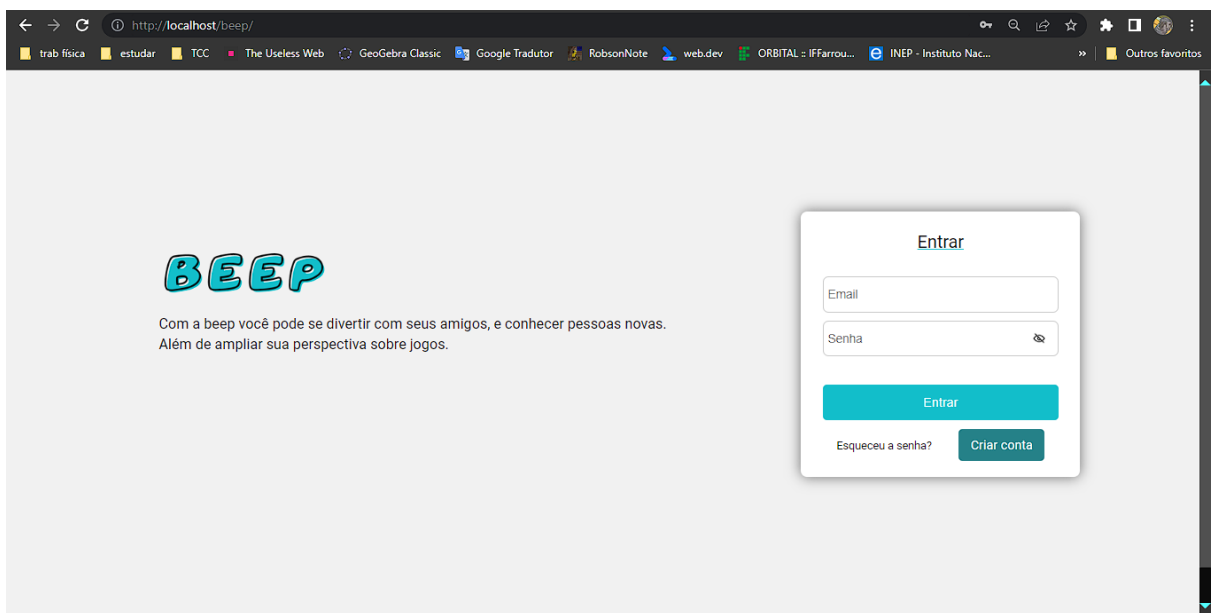 http://localhost/beep/
trab física estudar TCC The Useless Web GeoGebra Classic Google Tradutor RobsonNote web.dev ORBITAL :: IFFarrou... INEP - Instituto Nac... » Outros favoritos
BEEP
Com a beep você pode se divertir com seus amigos, e conhecer pessoas novas.
Além de ampliar sua perspectiva sobre jogos.
Entrar
Email
Senha
Entrar
Esqueceu a senha? Criar conta